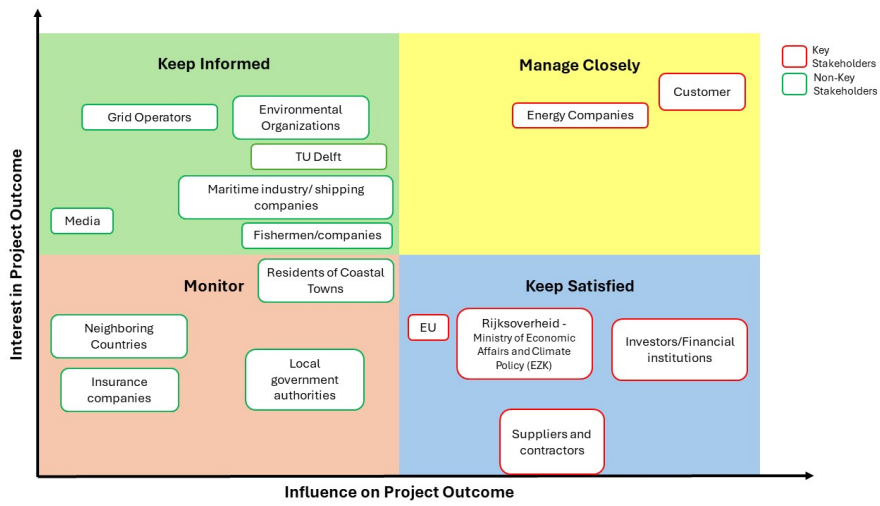 Keep Informed
Manage Closely
Key
Stakeholders
Non-Key
Stakeholders
Customer
Grid Operators
Environmental
Organizations
Energy Companies
TU Delft
Maritime industry/ shipping
companies
Media
Fishermen/companies
Interest in Project Outcome
Monitor
Residents of Coastal
Towns
Keep Satisfied
Neighboring
Countries
EU
Rijksoverheid -
Ministry of Economic
Affairs and Climate
Policy (EZK)
Investors/Financial
institutions
Insurance
companies
Local
government
authorities
Suppliers and
contractors
Influence on Project Outcome